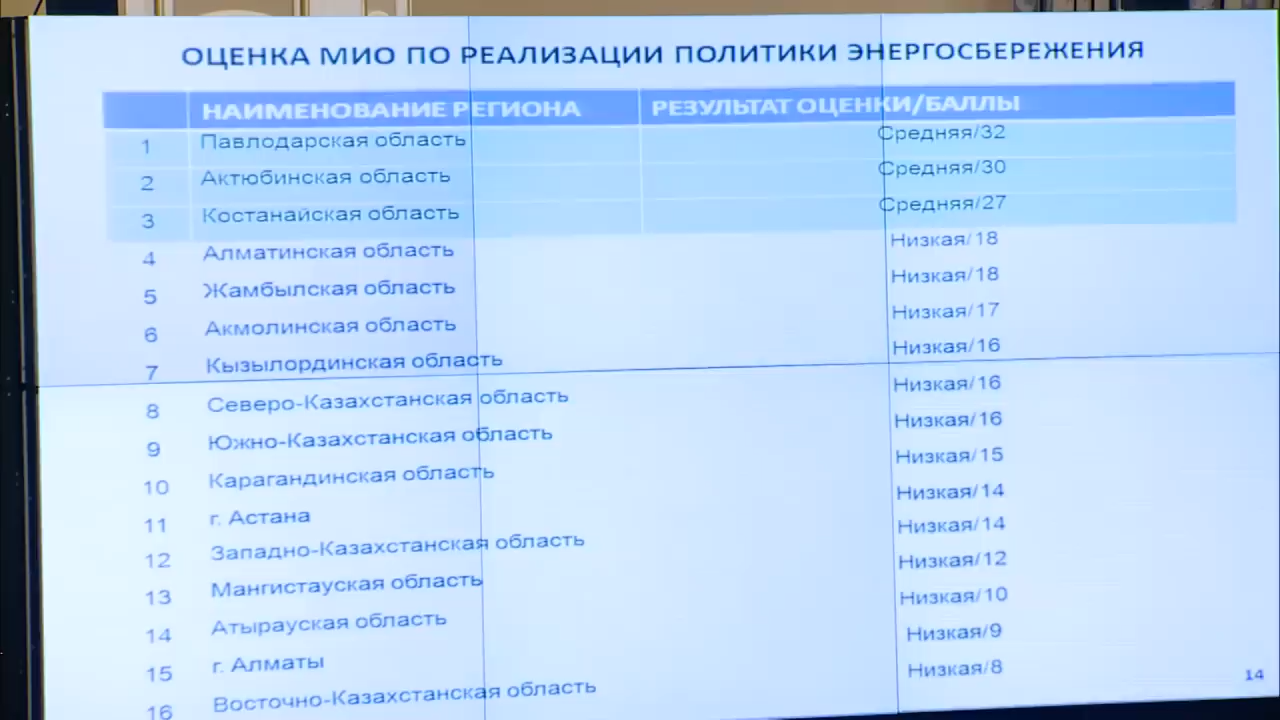 ОЦЕНКА МИО ПО РЕАЛИЗАЦИИ ПОЛИТИКИ ЭНЕРГОСБЕРЕЖЕНИЯ
НАИМЕНОВАНИЕ РЕГИОНА РЕЗУЛЬТАТ ОЦЕНКИ/БАЛЛЫ
1 Павлодарская область Средняя/32
2 Актюбинская область Средняя/30
3 Костанайская область Средняя/27
4 Алматинская область Низкая/18
5 Жамбылская область Низкая/18
6 Акмолинская область Низкая/17
7 Кызылординская область Низкая/16
8 Северо-Казахстанская область Низкая/16
9 Южно-Казахстанская область Низкая/16
10 Карагандинская область Низкая/15
11 г. Астана Низкая/14
12 Западно-Казахстанская область Низкая/14
13 Мангистауская область Низкая/12
14 Атырауская область Низкая/10
15 г. Алматы Низкая/9
16 Восточно-Казахстанская область Низкая/8
14